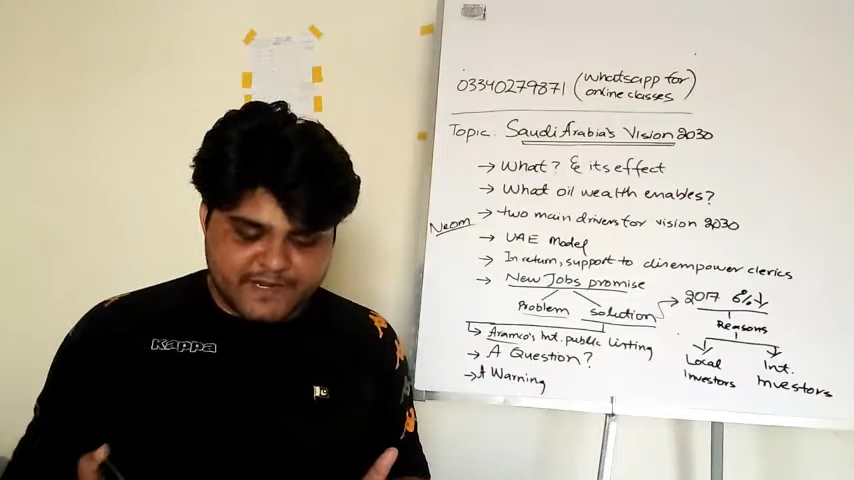 03340279871 (whatsapp for online classes)
Topic: Saudi Arabia's Vision 2030
→ What? & its effect
→ What oil wealth enables?
→ two main drivers for vision 2030
Neom
→ UAE Model
→ In return, support to disempower clerics
→ New Jobs promise
Problem solution → 2017 6% ↓
Reasons
Local Investors
Int. Investors
↳ Aramco's Int. public Listing
→ A Question?
→ A Warning
Kappa